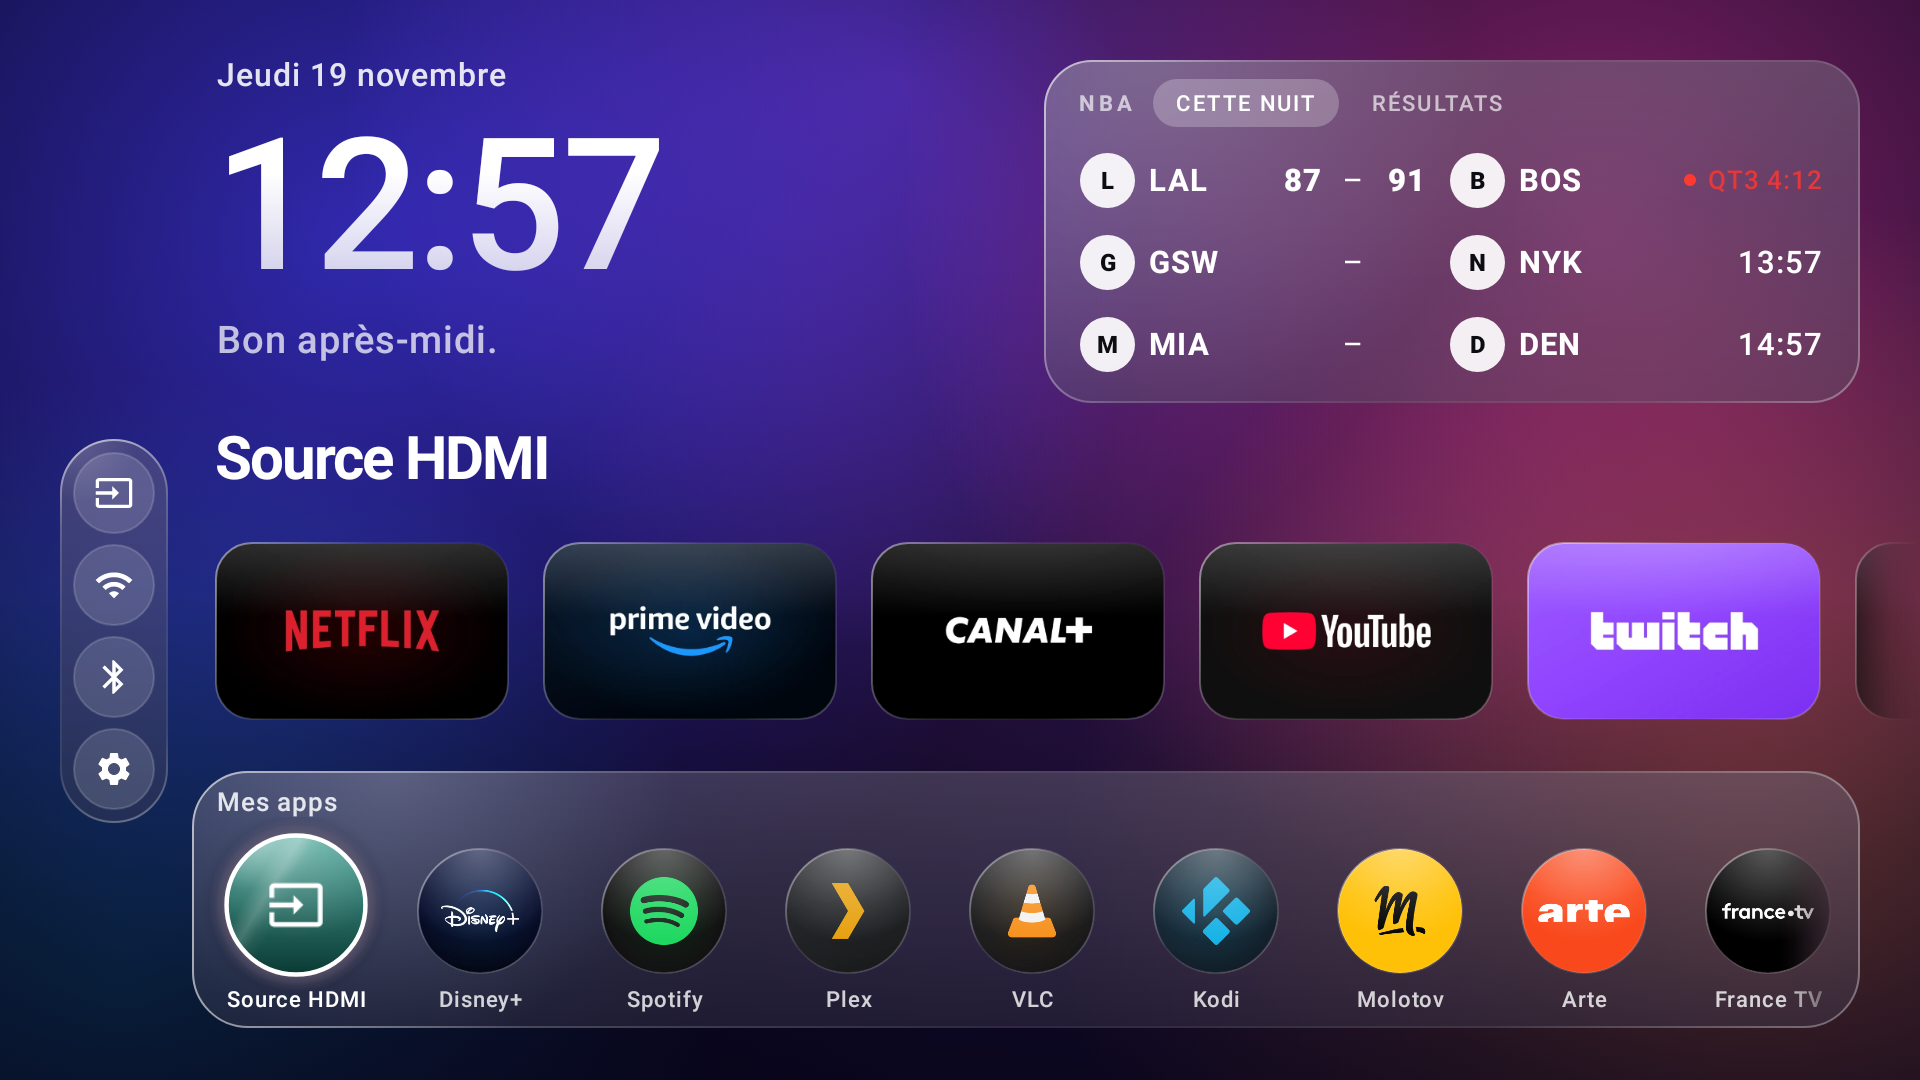 Jeudi 19 novembre
12:57
Bon après-midi.
NBA CETTE NUIT RÉSULTATS
L LAL 87 – 91 B BOS QT3 4:12
G GSW – N NYK 13:57
M MIA – D DEN 14:57
Source HDMI
NETFLIX
prime video
CANAL+
YouTube
twitch
Mes apps
Disney+
M.
arte
france•tv
Source HDMI
Disney+
Spotify
Plex
VLC
Kodi
Molotov
Arte
France TV